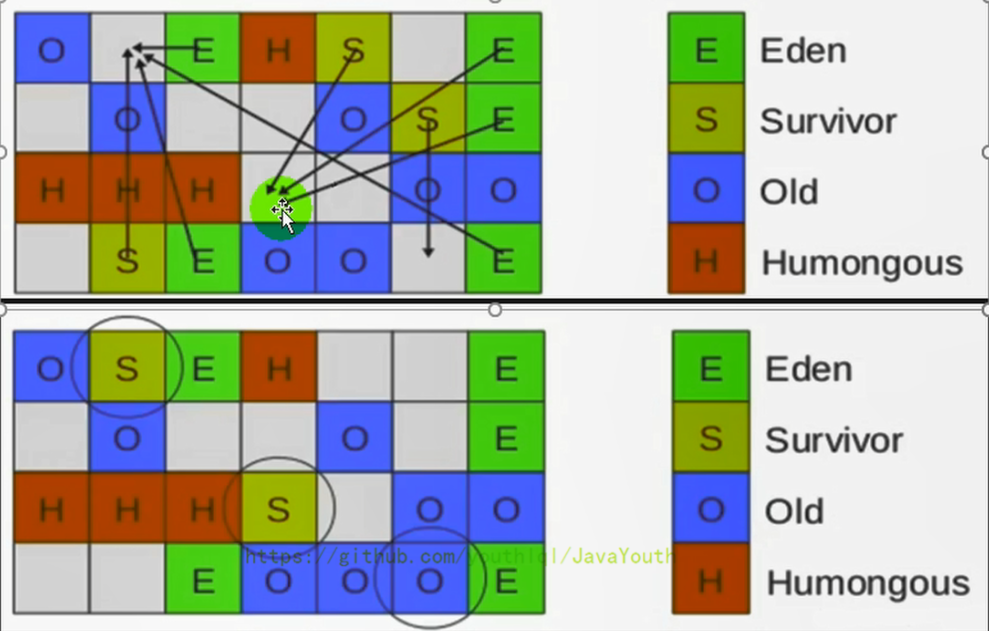 O E H S E Eden
O O S E Survivor
H H H O O Old
S E O O E Humongous
O S E H E Eden
O O E Survivor
H H H S O O Old
https://github.com/youthlql/JavaYouth
E O O O E Humongous
E
S
O
H
E
S
O
H